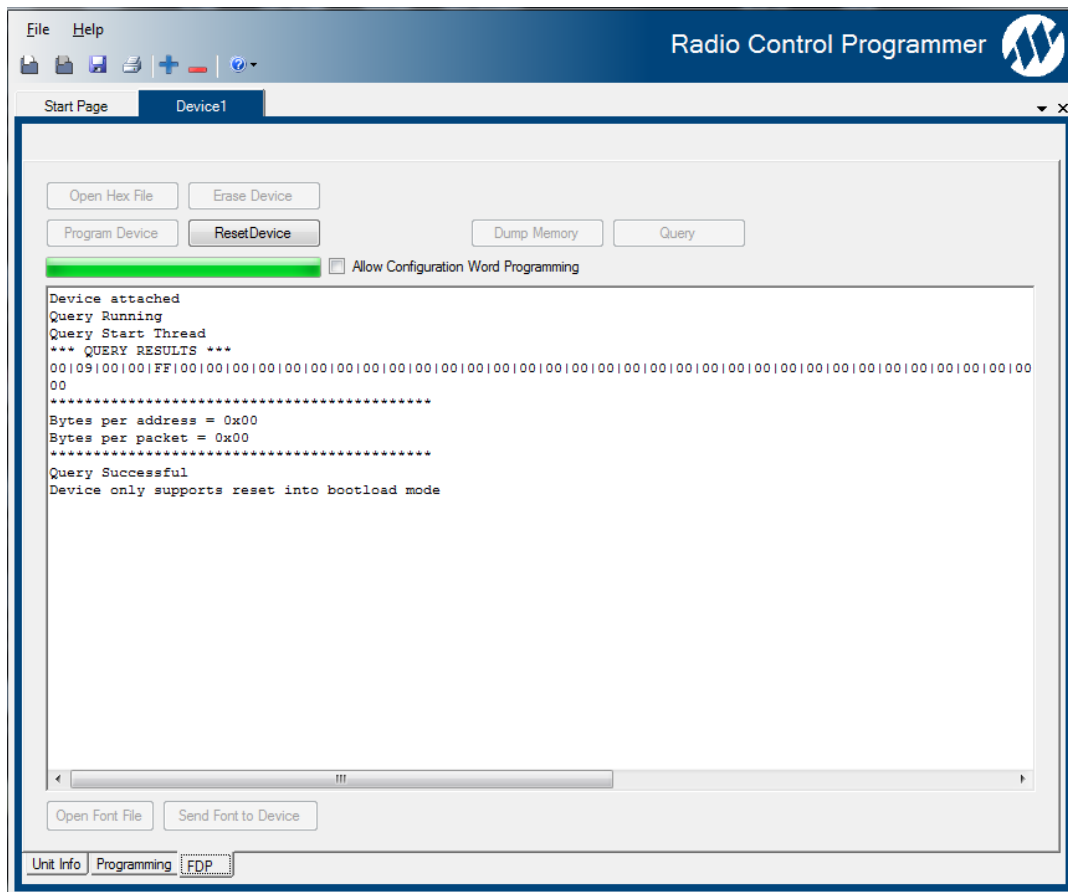 File Help
Radio Control Programmer
Start Page Device1
Open Hex File Erase Device
Program Device ResetDevice Dump Memory Query
Allow Configuration Word Programming
Device attached
Query Running
Query Start Thread
*** QUERY RESULTS ***
00|09|00|00|FF|00|00|00|00|00|00|00|00|00|00|00|00|00|00|00|00|00|00|00|00|00|00|00|00|00|00|00|00|00|00|00|00|00
00
********************************************
Bytes per address = 0x00
Bytes per packet = 0x00
********************************************
Query Successful
Device only supports reset into bootload mode
Open Font File Send Font to Device
Unit Info Programming FDP